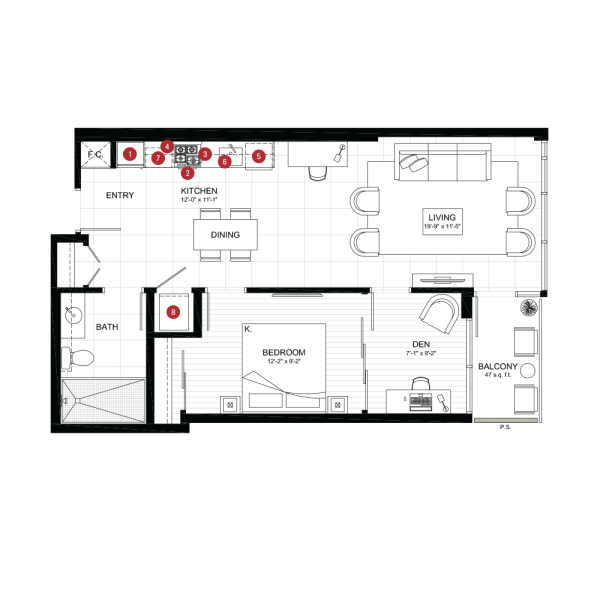 F.C.
1
7
4
3
2
6
5
ENTRY
KITCHEN
12'-0" x 11'-1"
DINING
LIVING
19'-9" x 11'-5"
8
BATH
K.
BEDROOM
12'-2" x 9'-2"
DEN
7'-1" x 9'-2"
BALCONY
47 s.q. f.t.
P.S.